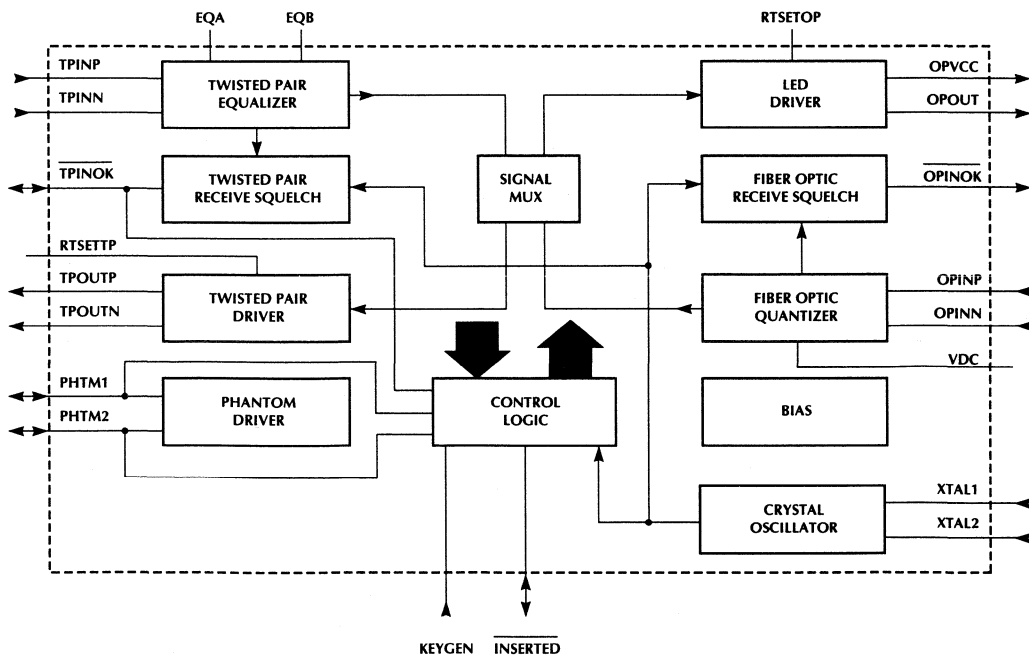 EQA
EQB
RTSETOP
TPINP
TPINN
TWISTED PAIR
EQUALIZER
LED
DRIVER
OPVCC
OPOUT
TPINOK
TWISTED PAIR
RECEIVE SQUELCH
SIGNAL
MUX
FIBER OPTIC
RECEIVE SQUELCH
OPINOK
RTSETTP
TPOUTP
TPOUTN
TWISTED PAIR
DRIVER
FIBER OPTIC
QUANTIZER
OPINP
OPINN
VDC
PHTM1
PHTM2
PHANTOM
DRIVER
CONTROL
LOGIC
BIAS
CRYSTAL
OSCILLATOR
XTAL1
XTAL2
KEYGEN
INSERTED